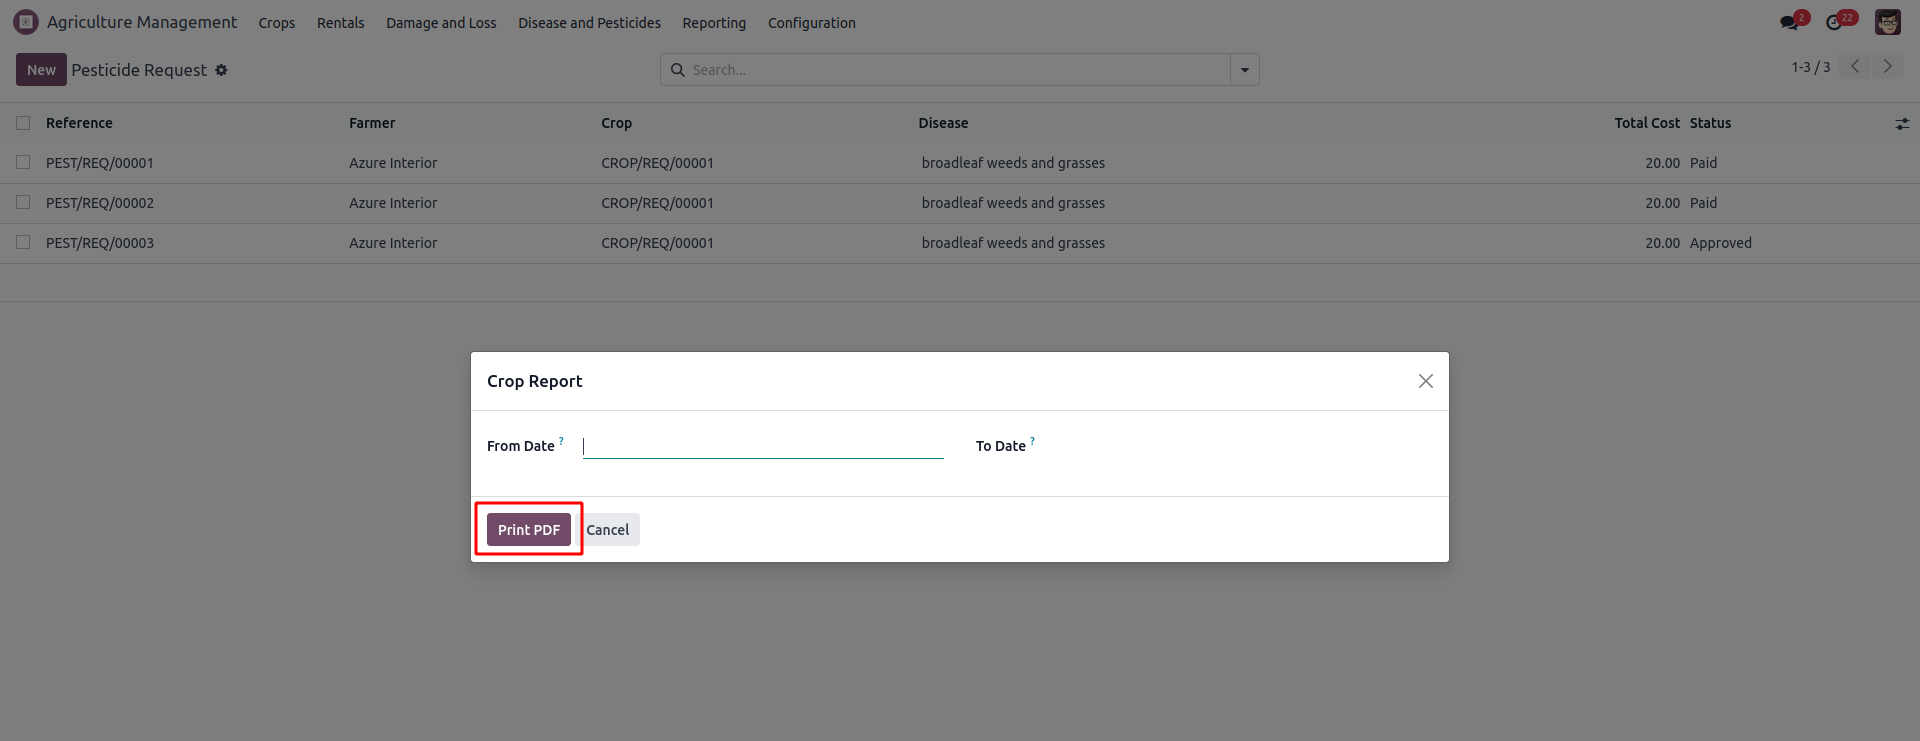 Agriculture Management Crops Rentals Damage and Loss Disease and Pesticides Reporting Configuration 2 22
New Pesticide Request Search... 1-3 / 3
Reference Farmer Crop Disease Total Cost Status
PEST/REQ/00001 Azure Interior CROP/REQ/00001 broadleaf weeds and grasses 20.00 Paid
PEST/REQ/00002 Azure Interior CROP/REQ/00001 broadleaf weeds and grasses 20.00 Paid
PEST/REQ/00003 Azure Interior CROP/REQ/00001 broadleaf weeds and grasses 20.00 Approved
Crop Report
From Date ? To Date ?
Print PDF Cancel